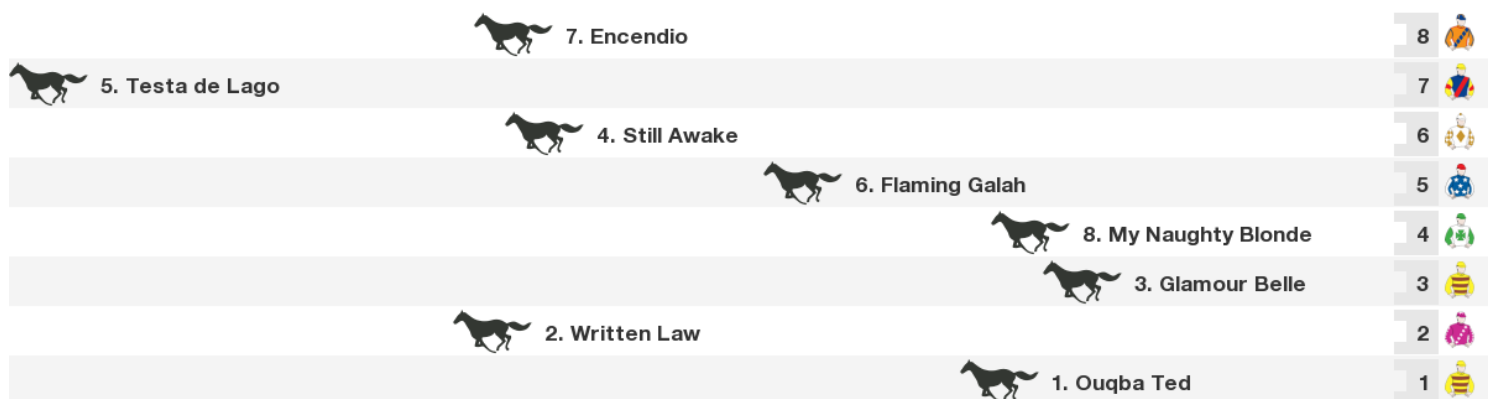 7. Encendio 8
5. Testa de Lago 7
4. Still Awake 6
6. Flaming Galah 5
8. My Naughty Blonde 4
3. Glamour Belle 3
2. Written Law 2
1. Ouqba Ted 1